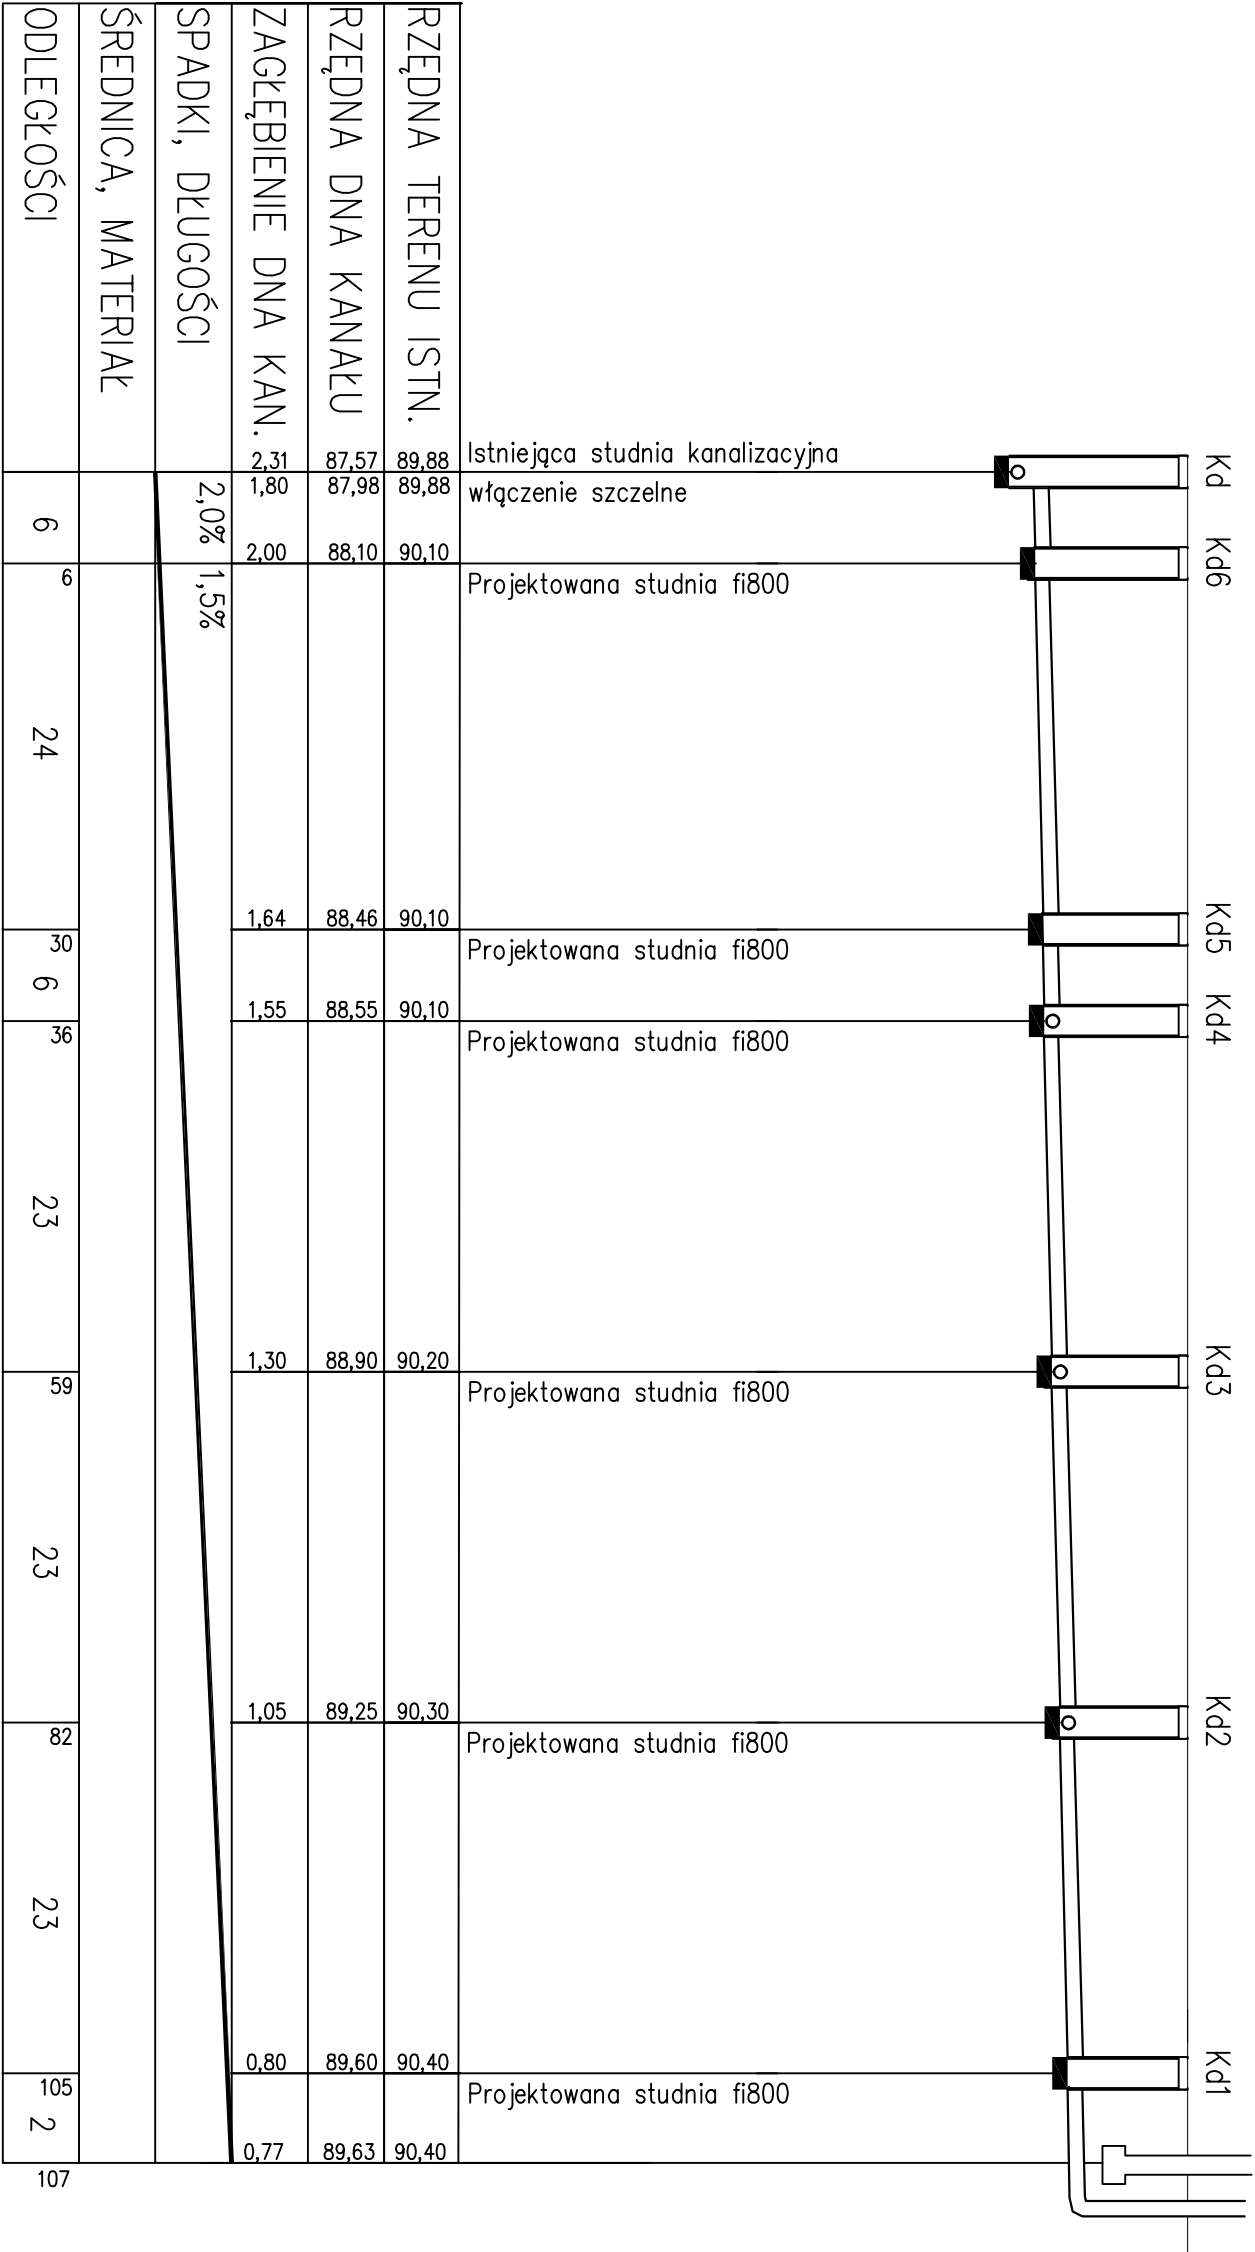 Kd
Kd6
Kd5
Kd4
Kd3
Kd2
Kd1
Istniejąca studnia kanalizacyjna
włączenie szczelne
Projektowana studnia fi800
Projektowana studnia fi800
Projektowana studnia fi800
Projektowana studnia fi800
Projektowana studnia fi800
Projektowana studnia fi800
RZĘDNA TERENU ISTN.
89,88
89,88
90,10
90,10
90,10
90,20
90,30
90,40
90,40
RZĘDNA DNA KANAŁU
87,57
87,98
88,10
88,46
88,55
88,90
89,25
89,60
89,63
ZAGŁĘBIENIE DNA KAN.
2,31
1,80
2,00
1,64
1,55
1,30
1,05
0,80
0,77
SPADKI, DŁUGOŚCI
2,0%
1,5%
ŚREDNICA, MATERIAŁ
ODLEGŁOŚCI
6
6
24
30
6
36
23
59
23
82
23
105
2
107